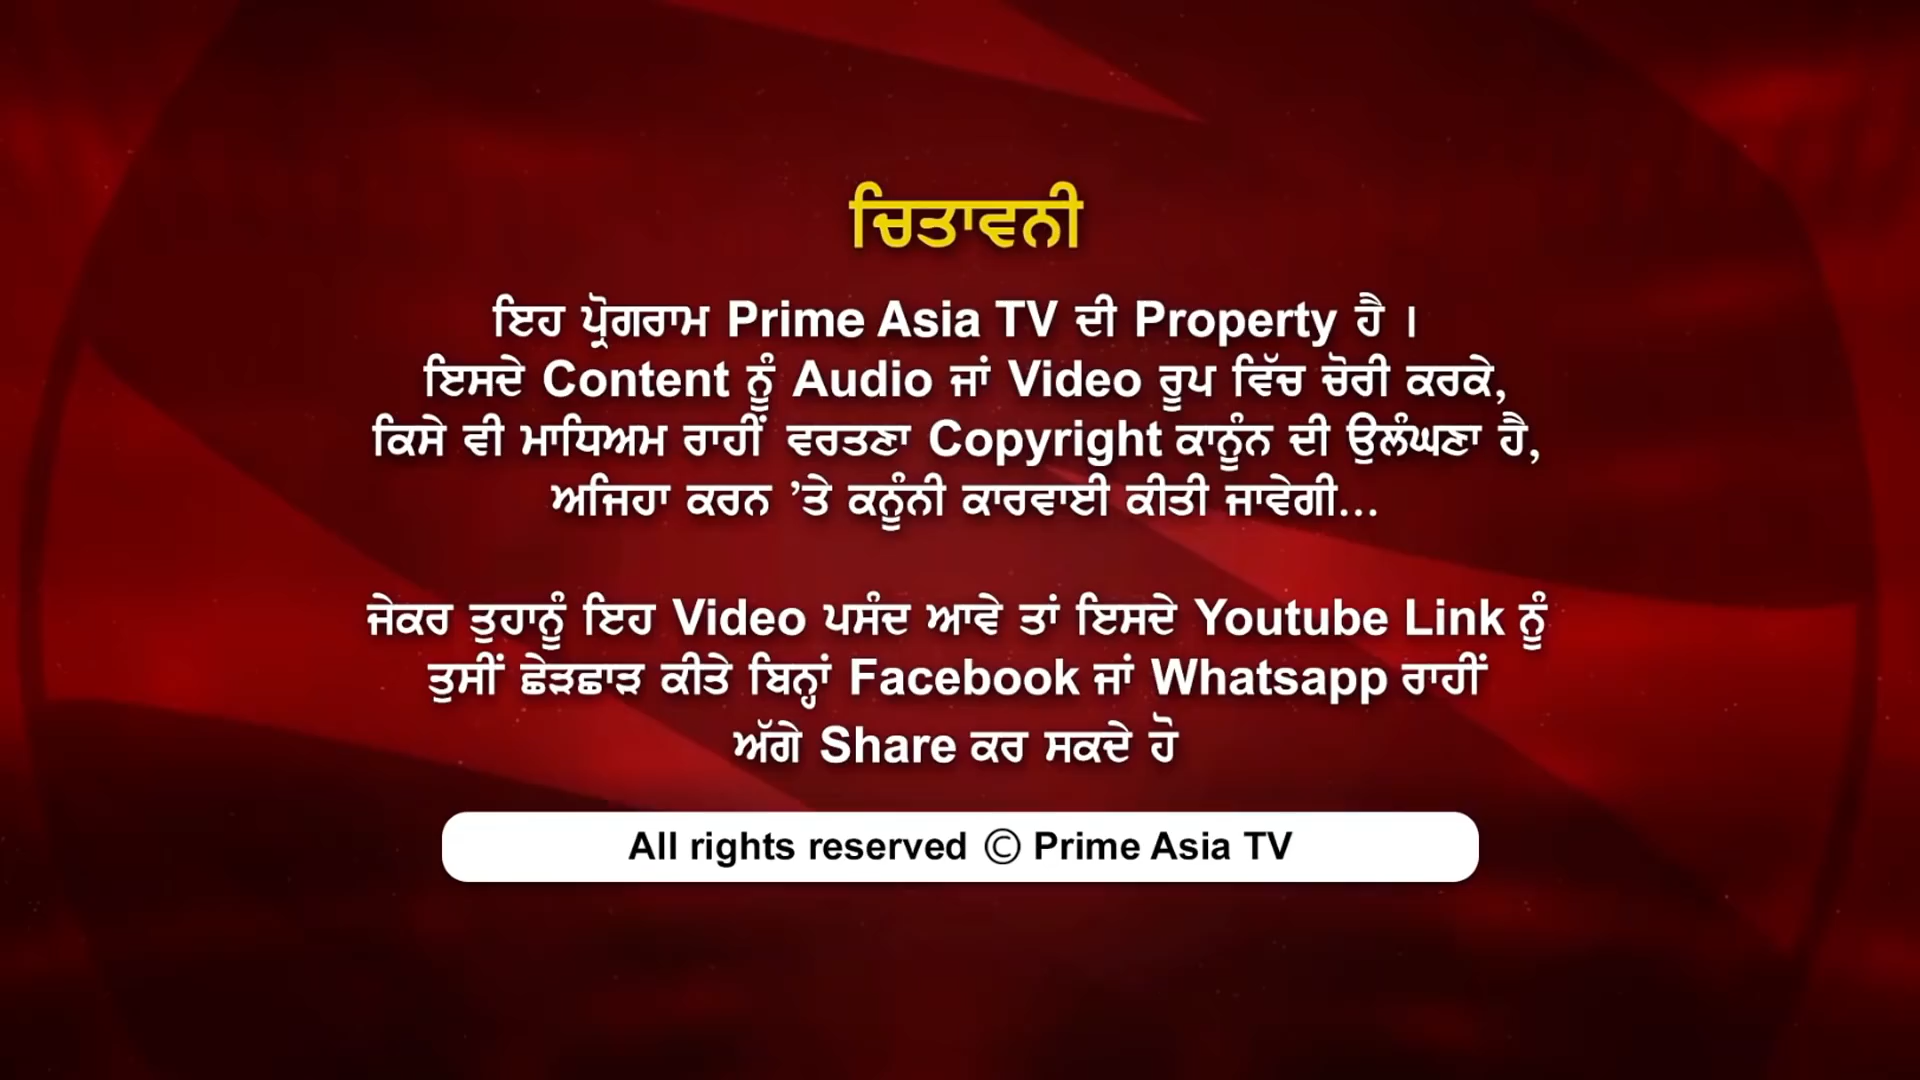 ਚਿਤਾਵਨੀ
ਇਹ ਪ੍ਰੋਗਰਾਮ Prime Asia TV ਦੀ Property ਹੈ ।
ਇਸਦੇ Content ਨੂੰ Audio ਜਾਂ Video ਰੂਪ ਵਿੱਚ ਚੋਰੀ ਕਰਕੇ,
ਕਿਸੇ ਵੀ ਮਾਧਿਅਮ ਰਾਹੀਂ ਵਰਤਣਾ Copyright ਕਾਨੂੰਨ ਦੀ ਉਲੰਘਣਾ ਹੈ,
ਅਜਿਹਾ ਕਰਨ ’ਤੇ ਕਨੂੰਨੀ ਕਾਰਵਾਈ ਕੀਤੀ ਜਾਵੇਗੀ...
ਜੇਕਰ ਤੁਹਾਨੂੰ ਇਹ Video ਪਸੰਦ ਆਵੇ ਤਾਂ ਇਸਦੇ Youtube Link ਨੂੰ
ਤੁਸੀਂ ਛੇੜਛਾੜ ਕੀਤੇ ਬਿਨ੍ਹਾਂ Facebook ਜਾਂ Whatsapp ਰਾਹੀਂ
ਅੱਗੇ Share ਕਰ ਸਕਦੇ ਹੋ
All rights reserved © Prime Asia TV